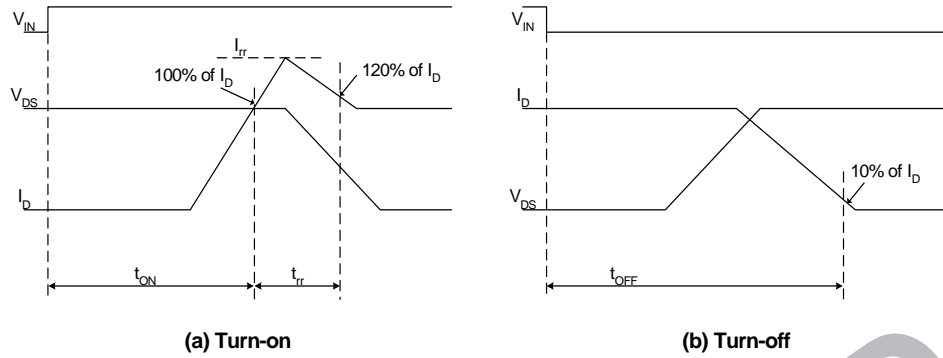 V_IN
I_rr
100% of I_D
120% of I_D
V_DS
I_D
t_ON
t_rr
(a) Turn-on
V_IN
I_D
V_DS
10% of I_D
t_OFF
(b) Turn-off